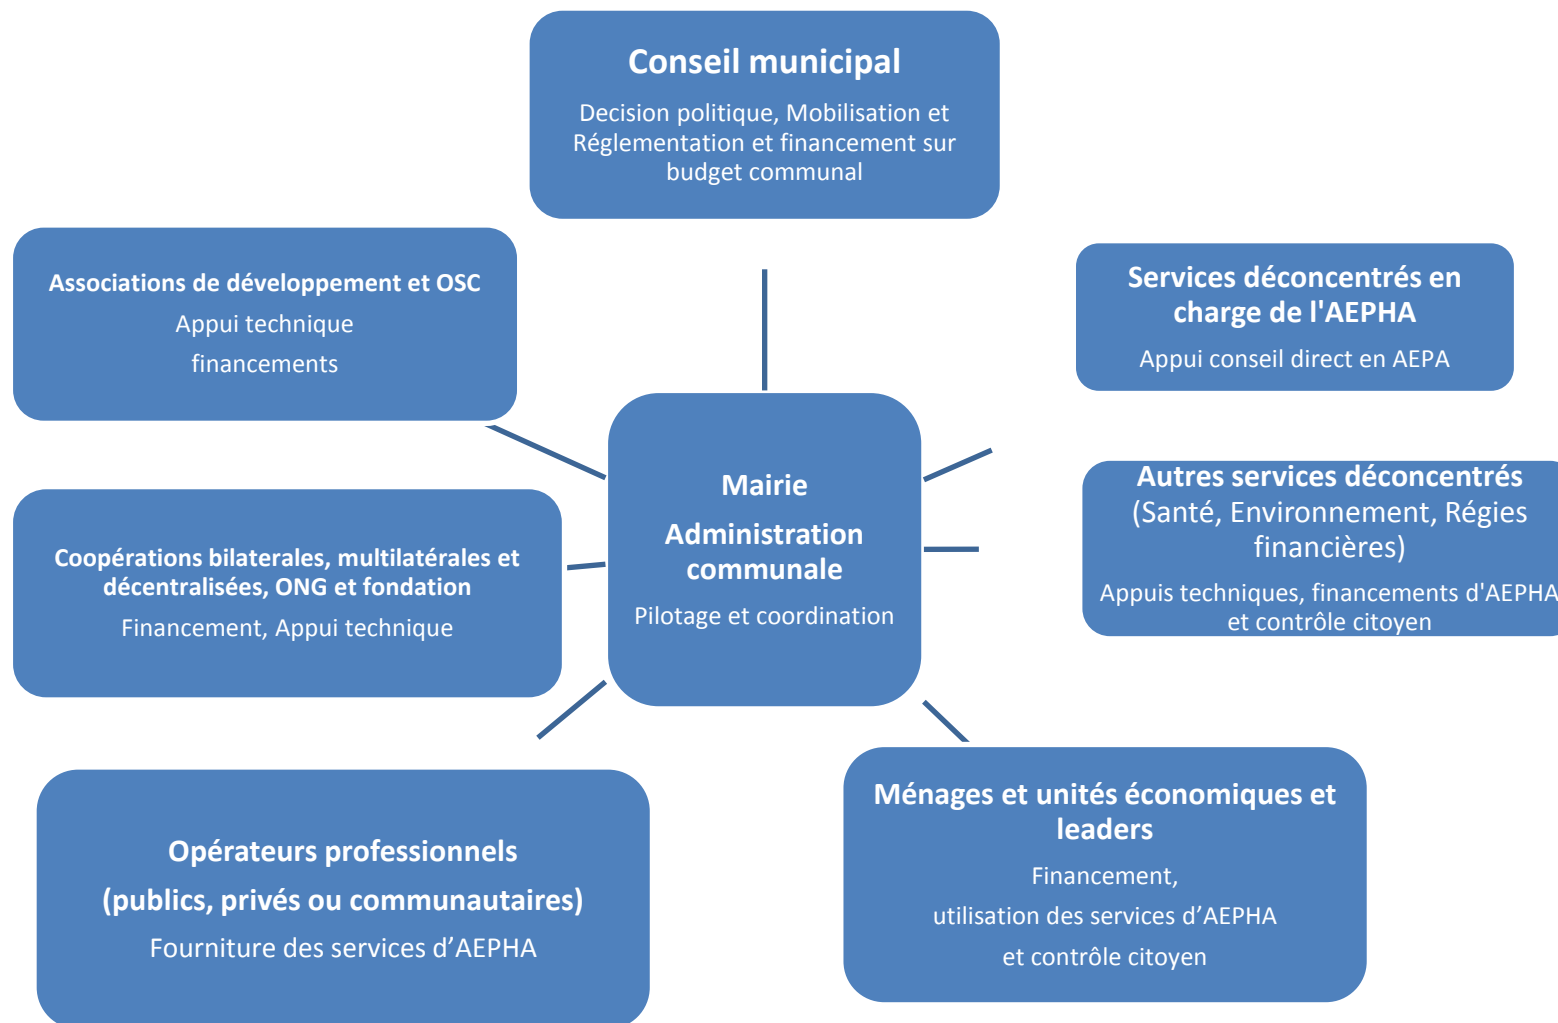 Conseil municipal
Decision politique, Mobilisation et
Réglementation et financement sur
budget communal
Associations de développement et OSC
Appui technique
financements
Services déconcentrés en
charge de l'AEPHA
Appui conseil direct en AEPA
Mairie
Administration
communale
Pilotage et coordination
Coopérations bilaterales, multilatérales et
décentralisées, ONG et fondation
Financement, Appui technique
Autres services déconcentrés
(Santé, Environnement, Régies
financières)
Appuis techniques, financements d'AEPHA
et contrôle citoyen
Opérateurs professionnels
(publics, privés ou communautaires)
Fourniture des services d’AEPHA
Ménages et unités économiques et
leaders
Financement,
utilisation des services d’AEPHA
et contrôle citoyen